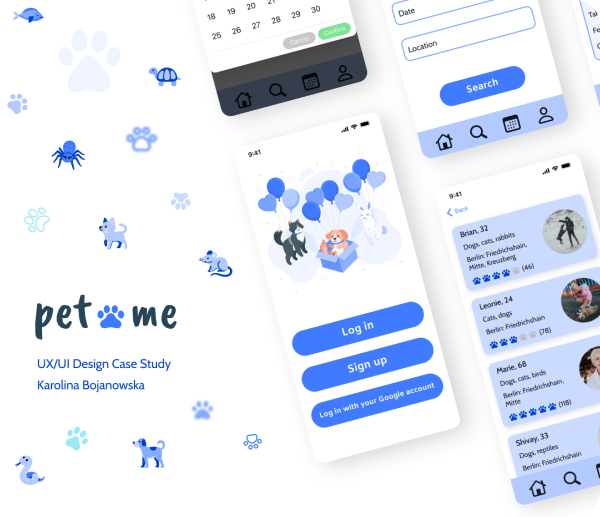 18 19 20 21 22 23 24
25 26 27 28 29 30
Cancel Confirm
Date
Location
Search
9:41
Log in
Sign up
Log in with your Google account
9:41
Back
Brian, 32
Dogs, cats, rabbits
Berlin: Friedrichshain,
Mitte, Kreuzberg
(46)
Leonie, 24
Cats, dogs
Berlin: Friedrichshain
(78)
Marie, 68
Dogs, cats, birds
Berlin: Friedrichshain,
Mitte
(118)
Shivay, 33
Dogs, reptiles
Berlin: Friedrichshain
pet me
UX/UI Design Case Study
Karolina Bojanowska